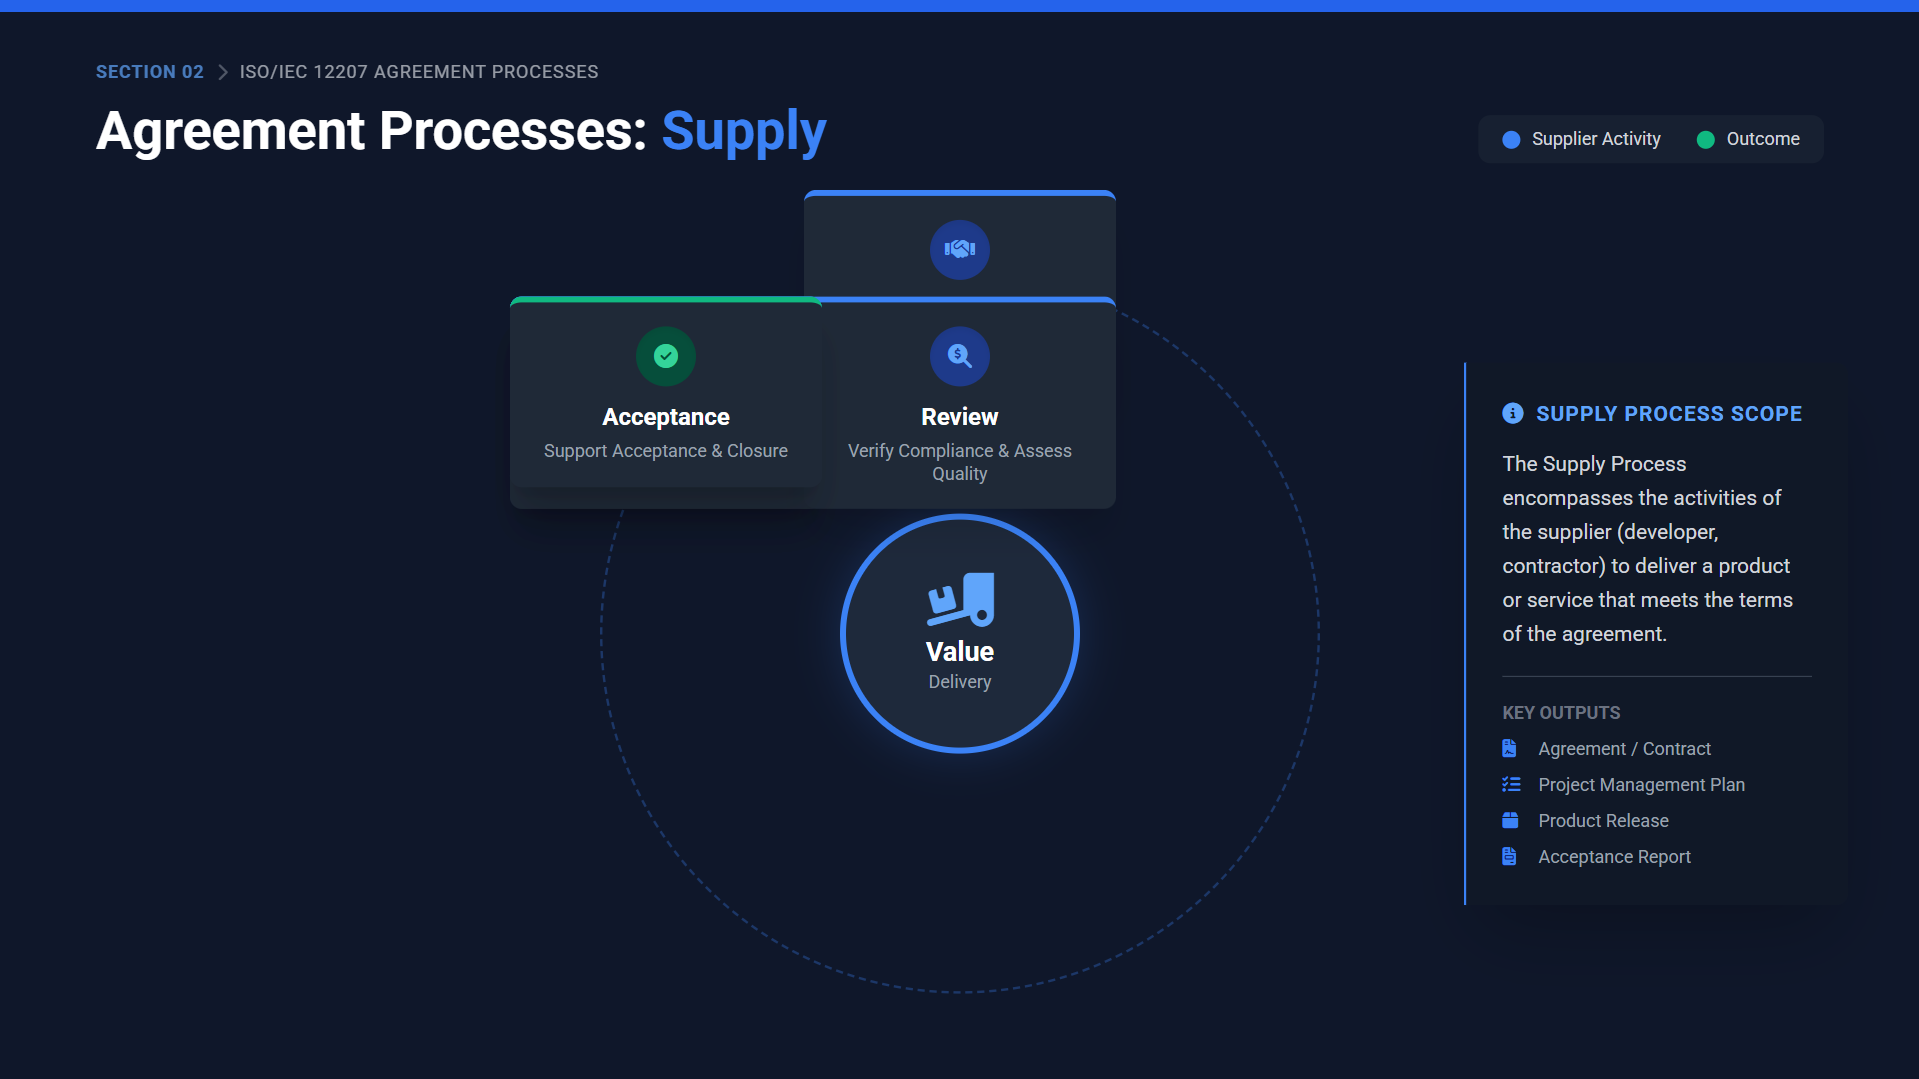 SECTION 02 > ISO/IEC 12207 AGREEMENT PROCESSES
Agreement Processes: Supply
Supplier Activity
Outcome
Acceptance
Support Acceptance & Closure
Review
Verify Compliance & Assess
Quality
Value
Delivery
SUPPLY PROCESS SCOPE
The Supply Process
encompasses the activities of
the supplier (developer,
contractor) to deliver a product
or service that meets the terms
of the agreement.
KEY OUTPUTS
Agreement / Contract
Project Management Plan
Product Release
Acceptance Report